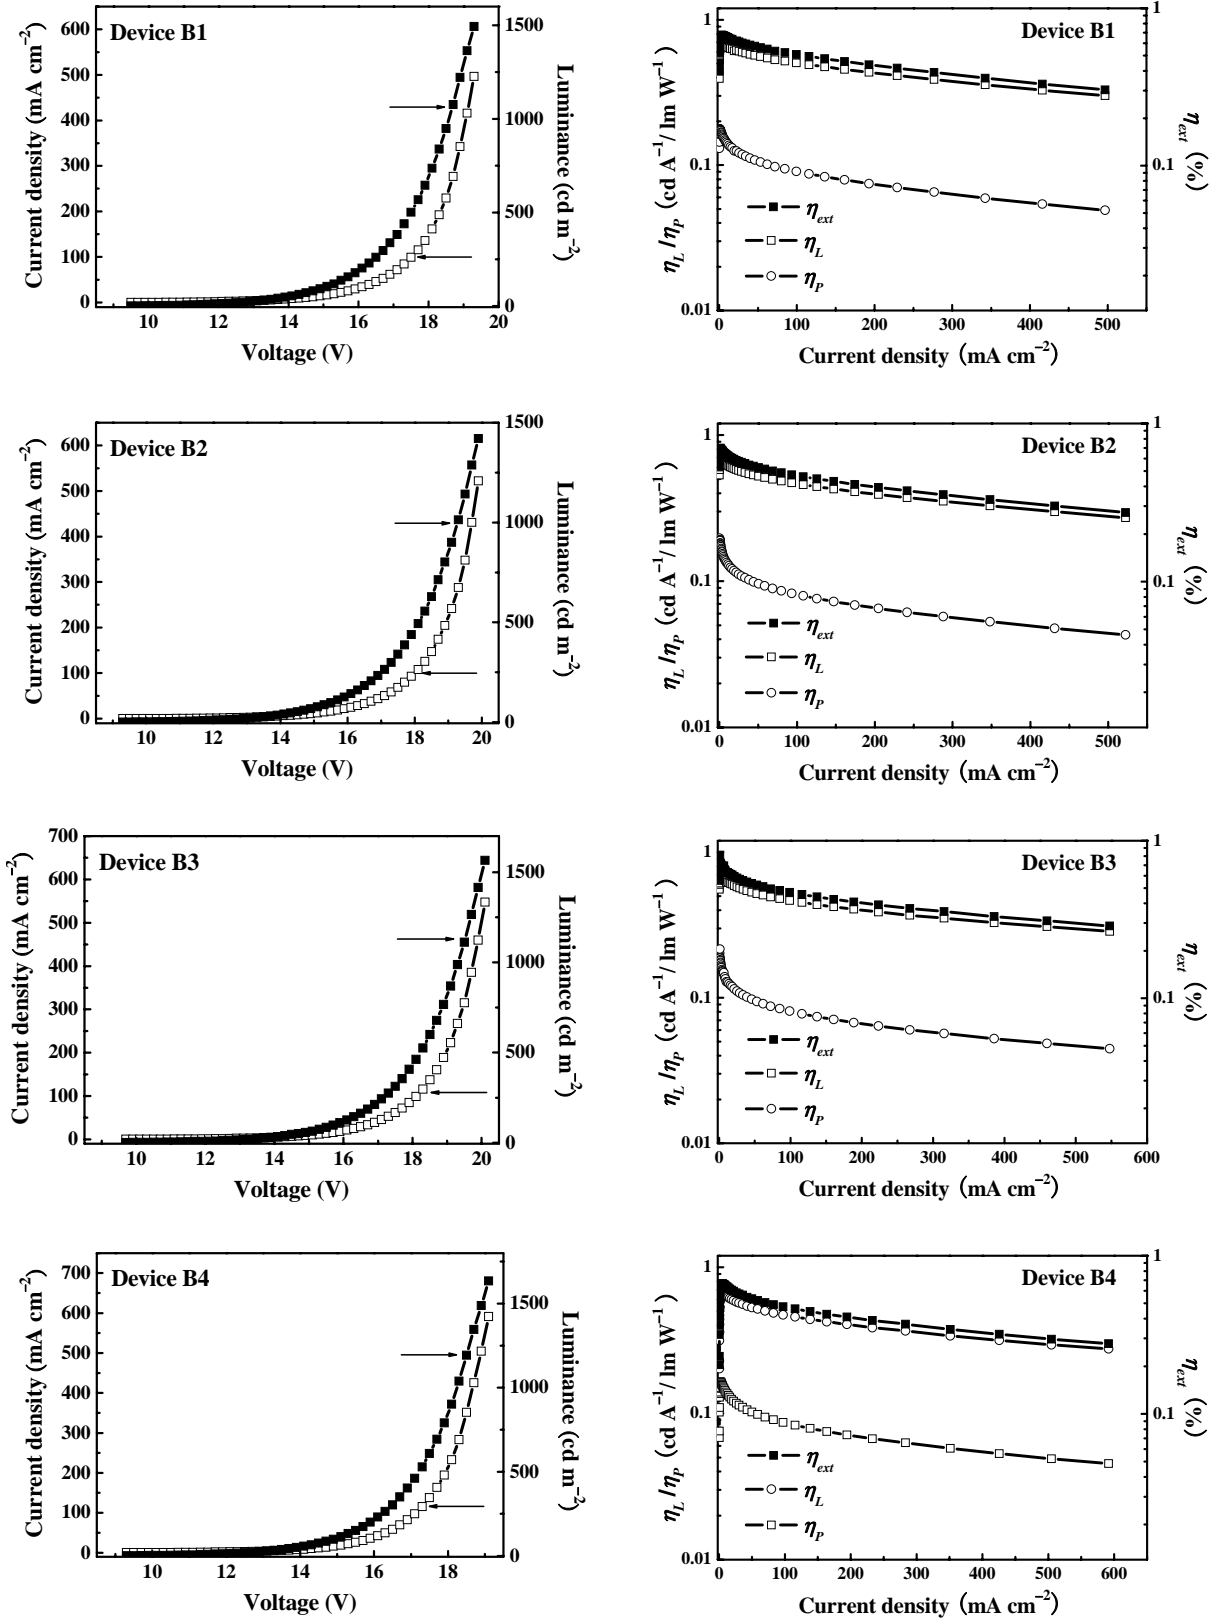 Device B1
Current density (mA cm⁻²)
600
500
400
300
200
100
0
1500
1000
500
0
Luminance (cd m⁻²)
10 12 14 16 18 20
Voltage (V)
Device B1
η_L /η_P (cd A⁻¹/ lm W⁻¹)
1
0.1
0.01
1
0.1
η_ext (%)
η_ext
η_L
η_P
0 100 200 300 400 500
Current density (mA cm⁻²)
Device B2
Current density (mA cm⁻²)
600
500
400
300
200
100
0
1500
1000
500
0
Luminance (cd m⁻²)
10 12 14 16 18 20
Voltage (V)
Device B2
η_L /η_P (cd A⁻¹/ lm W⁻¹)
1
0.1
0.01
1
0.1
η_ext (%)
η_ext
η_L
η_P
0 100 200 300 400 500
Current density (mA cm⁻²)
Device B3
Current density (mA cm⁻²)
700
600
500
400
300
200
100
0
1500
1000
500
0
Luminance (cd m⁻²)
10 12 14 16 18 20
Voltage (V)
Device B3
η_L /η_P (cd A⁻¹/ lm W⁻¹)
1
0.1
0.01
1
0.1
η_ext (%)
η_ext
η_L
η_P
0 100 200 300 400 500 600
Current density (mA cm⁻²)
Device B4
Current density (mA cm⁻²)
700
600
500
400
300
200
100
0
1500
1000
500
0
Luminance (cd m⁻²)
10 12 14 16 18
Voltage (V)
Device B4
η_L /η_P (cd A⁻¹/ lm W⁻¹)
1
0.1
0.01
1
0.1
η_ext (%)
η_ext
η_L
η_P
0 100 200 300 400 500 600
Current density (mA cm⁻²)